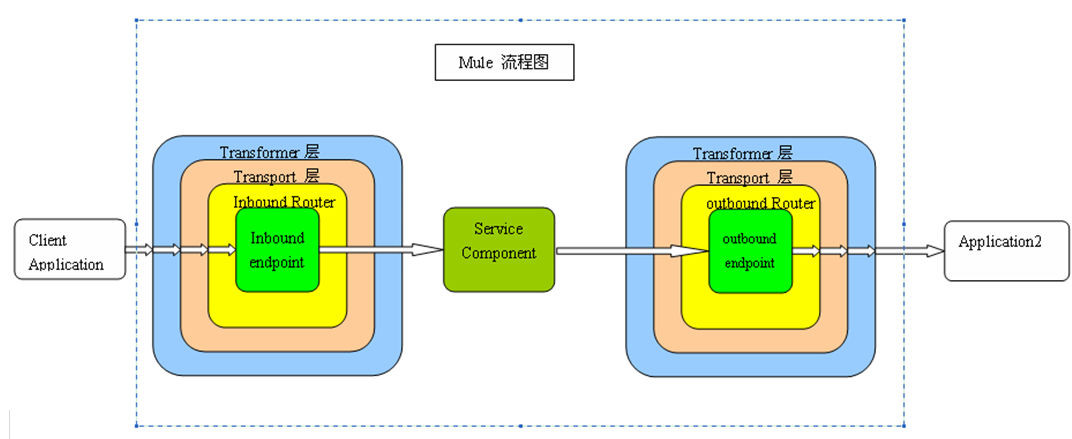 Mule 流程图
Transformer 层
Transport 层
Inbound Router
Inbound
endpoint
Client
Application
Service
Component
Transformer 层
Transport 层
outbound Router
outbound
endpoint
Application2